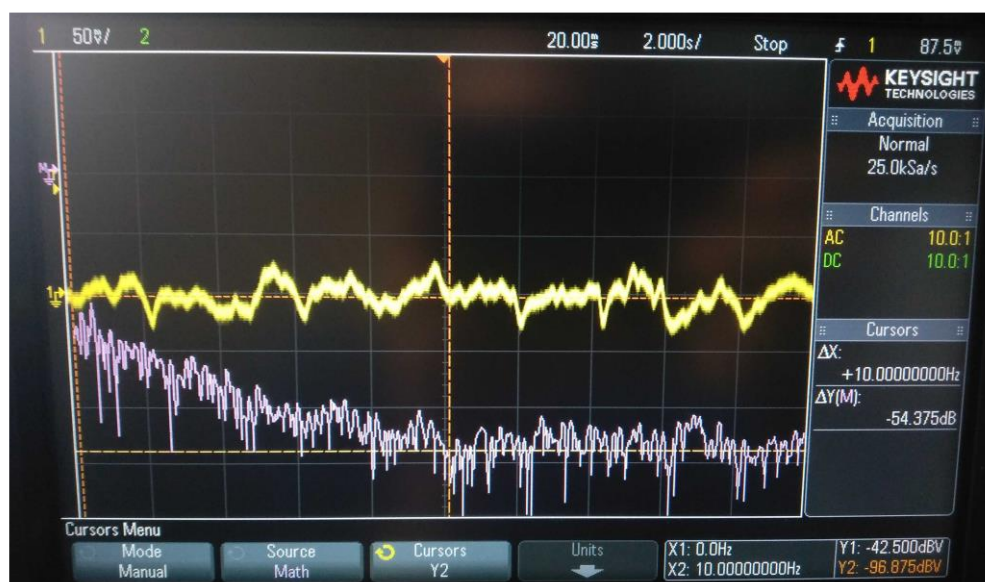 1 50mV/ 2 20.00s 2.000s/ Stop 1 87.5mV
KEYSIGHT
TECHNOLOGIES
Acquisition
Normal
25.0kSa/s
Channels
AC 10.0:1
DC 10.0:1
Cursors
ΔX:
+10.00000000Hz
ΔY(M):
-54.375dB
M
1
Cursors Menu
Mode
Manual
Source
Math
Cursors
Y2
Units
X1: 0.0Hz
X2: 10.00000000Hz
Y1: -42.500dBV
Y2: -96.875dBV